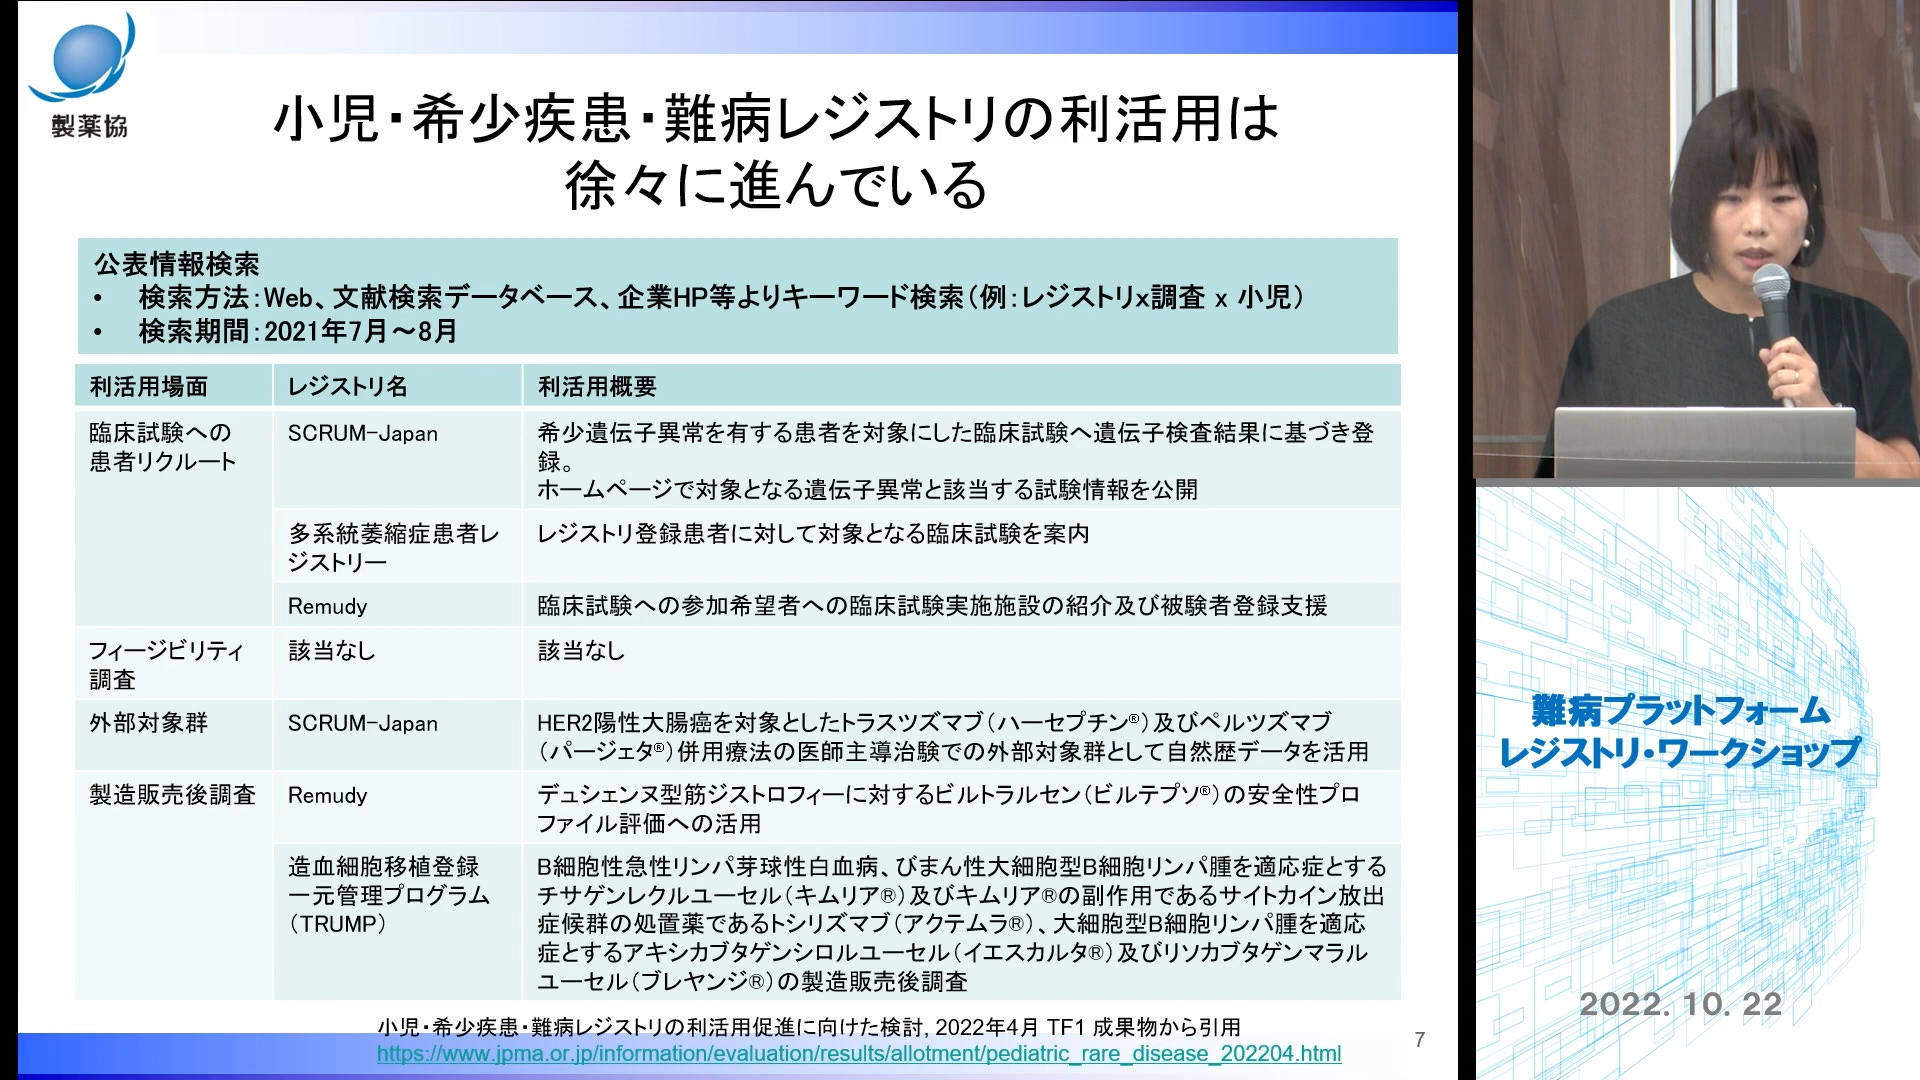 製薬協
小児・希少疾患・難病レジストリの利活用は
徐々に進んでいる
公表情報検索
• 検索方法：Web、文献検索データベース、企業HP等よりキーワード検索（例：レジストリx調査 x 小児）
• 検索期間：2021年7月～8月
利活用場面 レジストリ名 利活用概要
臨床試験への
患者リクルート
SCRUM-Japan
希少遺伝子異常を有する患者を対象にした臨床試験へ遺伝子検査結果に基づき登
録。
ホームページで対象となる遺伝子異常と該当する試験情報を公開
多系統萎縮症患者レ
ジストリー
レジストリ登録患者に対して対象となる臨床試験を案内
Remudy
臨床試験への参加希望者への臨床試験実施施設の紹介及び被験者登録支援
フィージビリティ
調査
該当なし
該当なし
外部対象群
SCRUM-Japan
HER2陽性大腸癌を対象としたトラスツズマブ（ハーセプチン®）及びペルツズマブ
（パージェタ®）併用療法の医師主導治験での外部対象群として自然歴データを活用
製造販売後調査
Remudy
デュシェンヌ型筋ジストロフィーに対するビルトラルセン（ビルテプソ®）の安全性プロ
ファイル評価への活用
造血細胞移植登録
一元管理プログラム
（TRUMP）
B細胞性急性リンパ芽球性白血病、びまん性大細胞型B細胞リンパ腫を適応症とする
チサゲンレクルユーセル（キムリア®）及びキムリア®の副作用であるサイトカイン放出
症候群の処置薬であるトシリズマブ（アクテムラ®）、大細胞型B細胞リンパ腫を適応
症とするアキシカブタゲンシロルユーセル（イエスカルタ®）及びリソカブタゲンマラル
ユーセル（ブレヤンジ®）の製造販売後調査
小児・希少疾患・難病レジストリの利活用促進に向けた検討, 2022年4月 TF1 成果物から引用
https://www.jpma.or.jp/information/evaluation/results/allotment/pediatric_rare_disease_202204.html
7
難病プラットフォーム
レジストリ・ワークショップ
2022. 10. 22